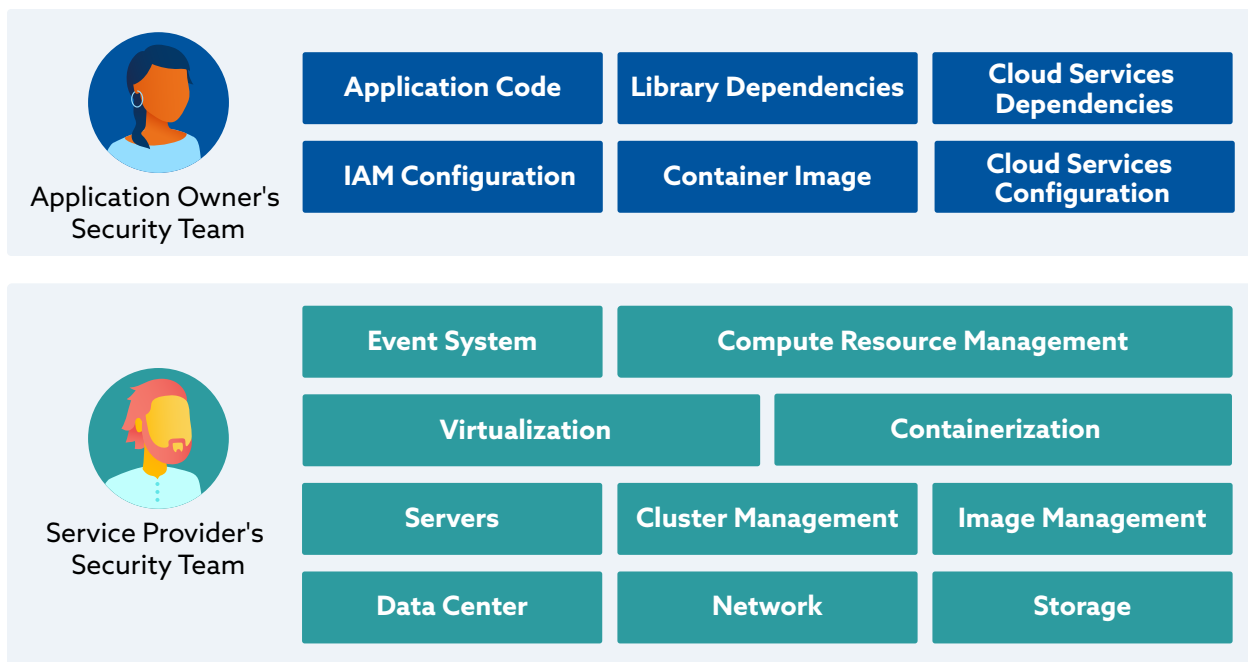 Application Owner's
Security Team
Application Code
Library Dependencies
Cloud Services
Dependencies
IAM Configuration
Container Image
Cloud Services
Configuration
Service Provider's
Security Team
Event System
Compute Resource Management
Virtualization
Containerization
Servers
Cluster Management
Image Management
Data Center
Network
Storage